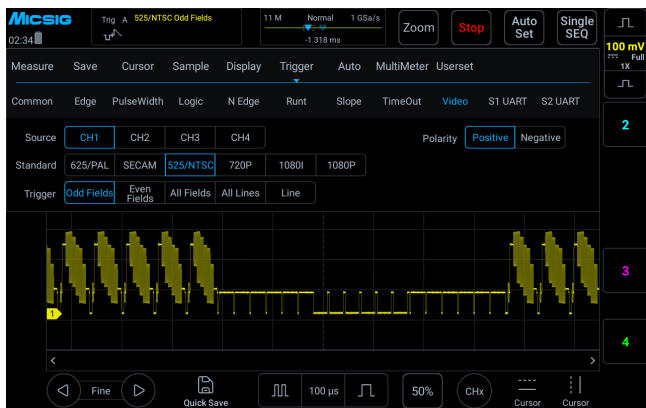 MICSIG
Trig A 525/NTSC Odd Fields
11 M Normal 1 GSa/s
-1.318 ms
Zoom
Stop
Auto Set
Single SEQ
02:34
100 mV
Full
1X
Measure Save Cursor Sample Display Trigger Auto MultiMeter Userset
Common Edge PulseWidth Logic N Edge Runt Slope TimeOut Video S1 UART S2 UART
2
Source CH1 CH2 CH3 CH4 Polarity Positive Negative
Standard 625/PAL SECAM 525/NTSC 720P 1080I 1080P
Trigger Odd Fields Even Fields All Fields All Lines Line
3
1
4
Fine
Quick Save
100 µs
50%
CHx
Cursor
Cursor